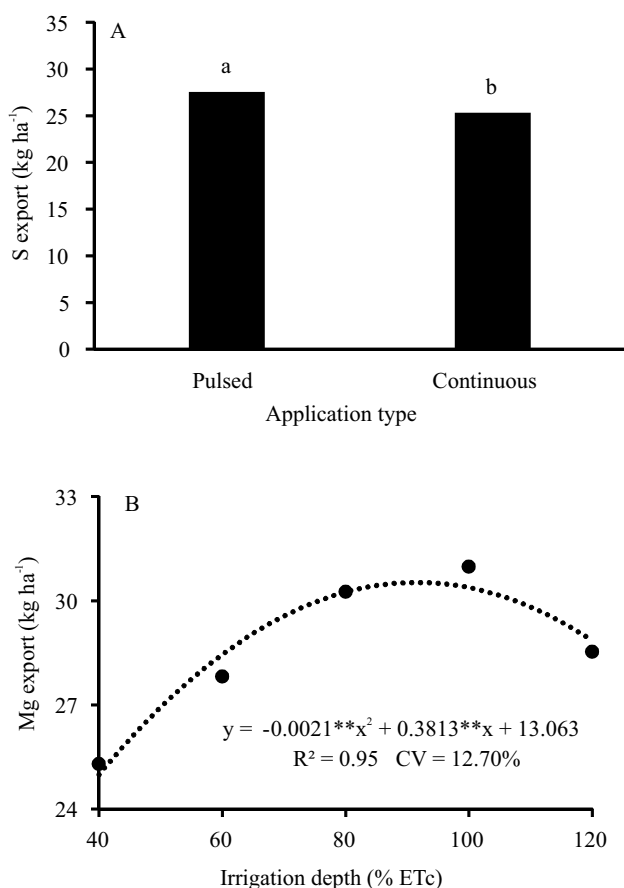 A
35
30
25
20
15
10
5
0
S export (kg ha⁻¹)
a
b
Pulsed Continuous
Application type
B
33
30
27
24
Mg export (kg ha⁻¹)
y = -0.0021**x² + 0.3813**x + 13.063
R² = 0.95 CV = 12.70%
40 60 80 100 120
Irrigation depth (% ETc)